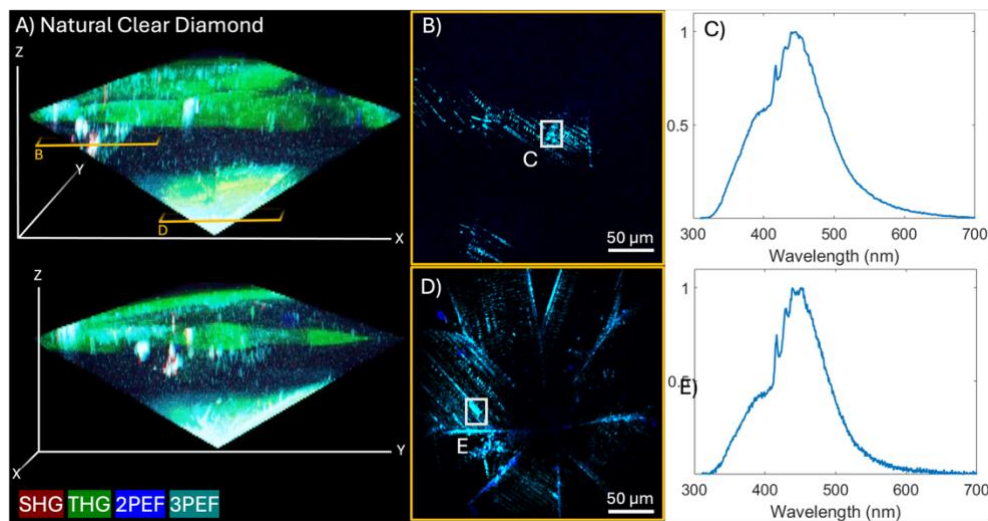 A) Natural Clear Diamond
Z
Y
X
B
D
Z
X
Y
SHG THG 2PEF 3PEF
B)
C
50 µm
C)
1
0.5
300 400 500 600 700
Wavelength (nm)
D)
E
50 µm
E)
1
0.5
300 400 500 600 700
Wavelength (nm)